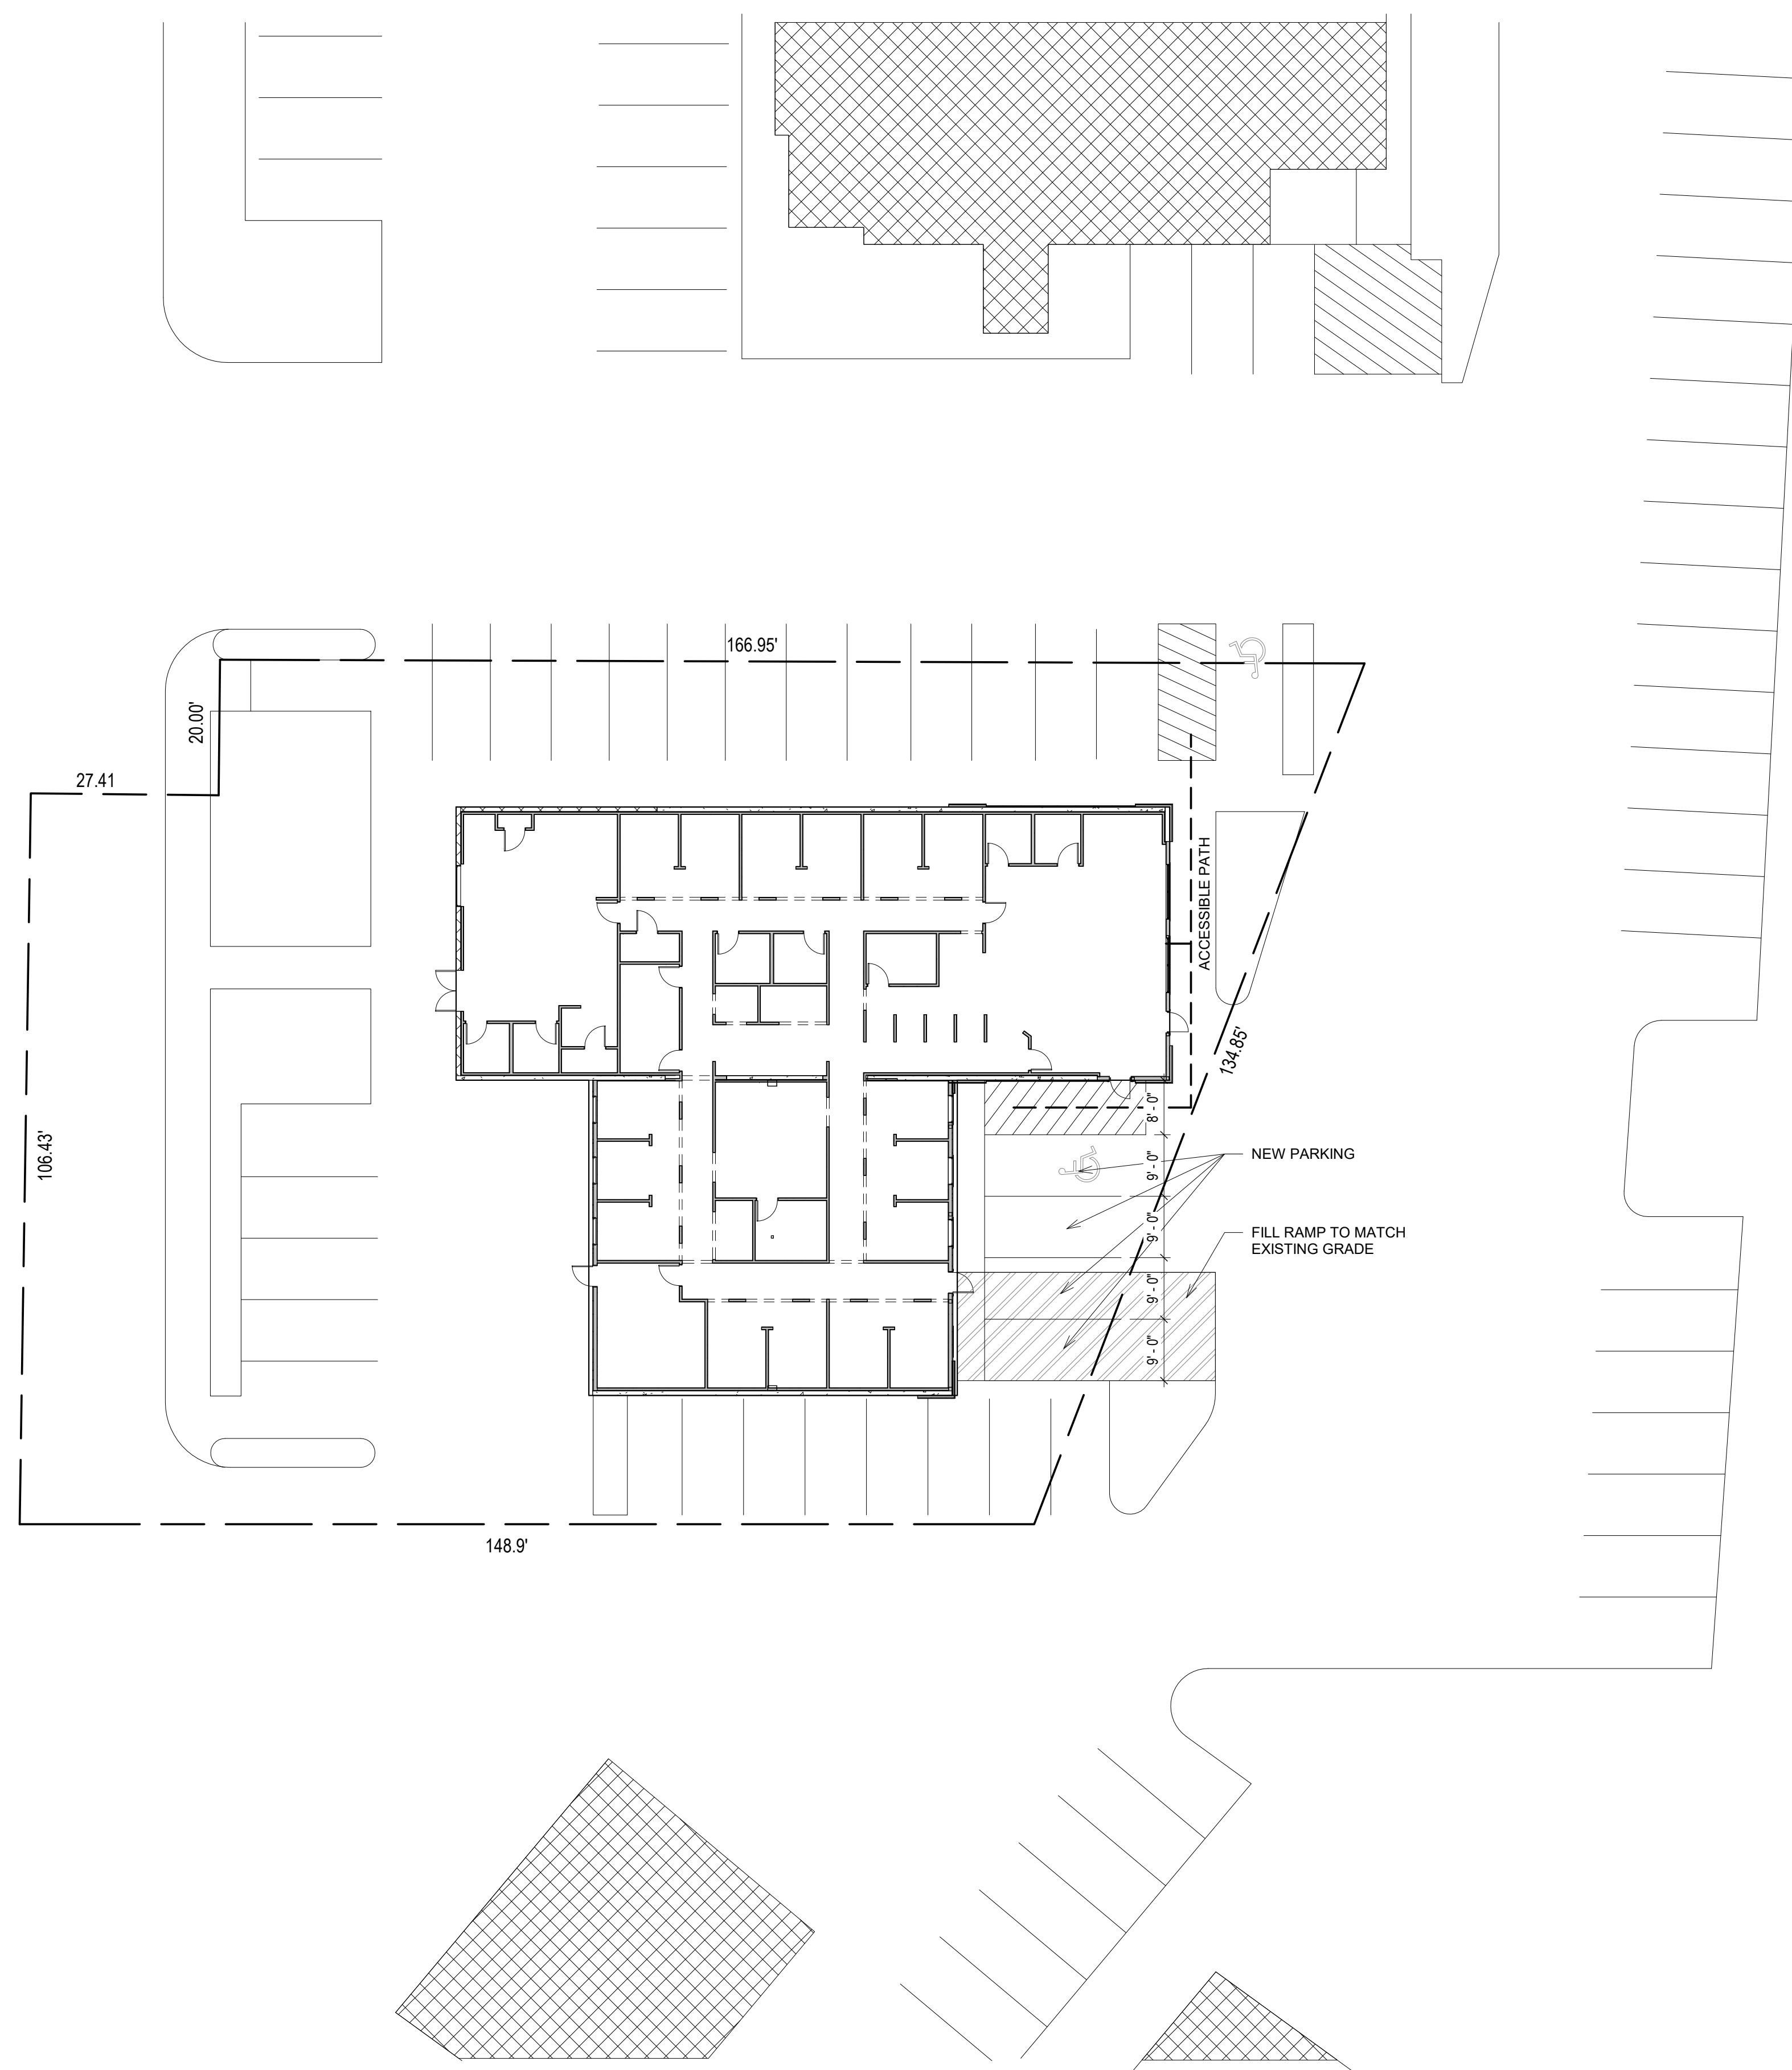 166.95'
20.00'
27.41
ACCESSIBLE PATH
134.85'
8' - 0"
106.43'
9' - 0"
NEW PARKING
9' - 0"
FILL RAMP TO MATCH
EXISTING GRADE
9' - 0"
9' - 0"
148.9'